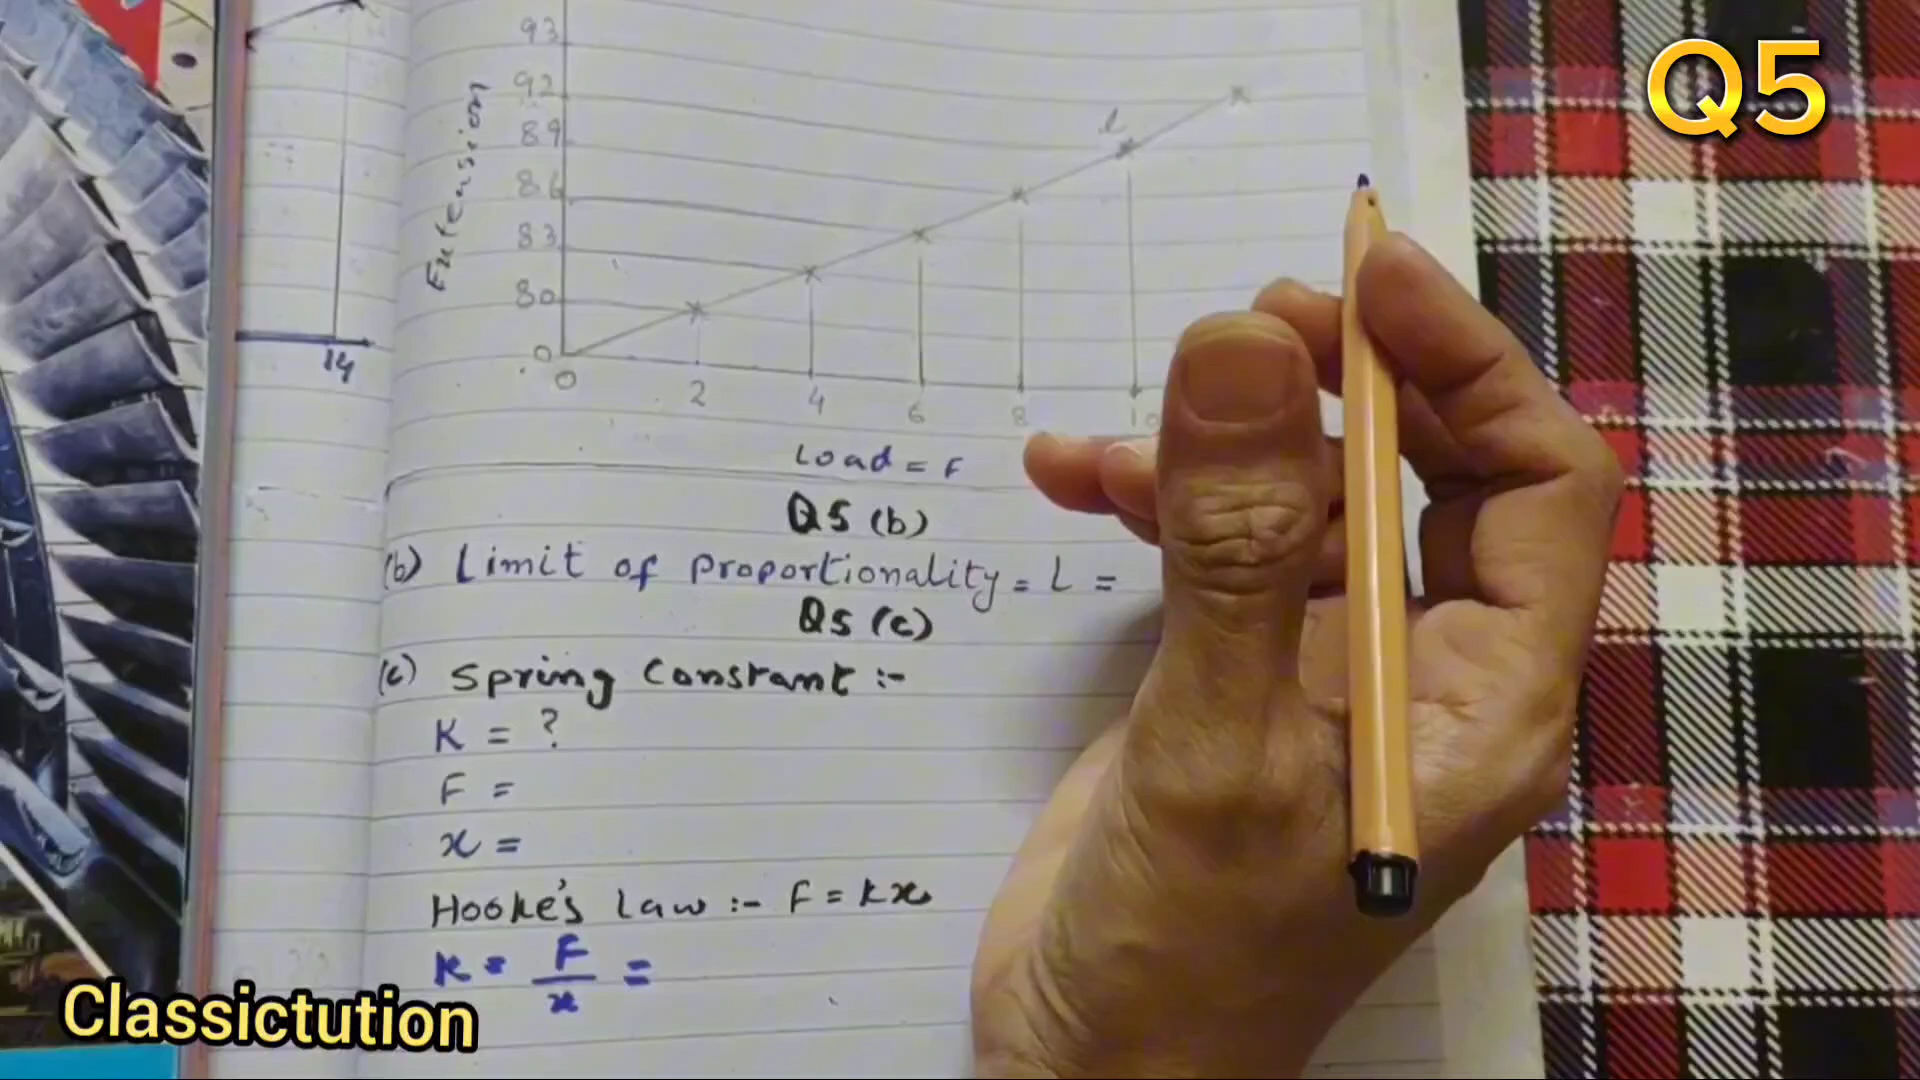 Q5
93
92
89
86
83
80
0
Extension
L
0 2 4 6 8 10
14
Load = F
Q5 (b)
(b) Limit of proportionality = L =
Q5 (c)
(c) Spring Constant :-
K = ?
F =
x =
Hooke's Law :- F = Kx
K = F/x =
Classictution